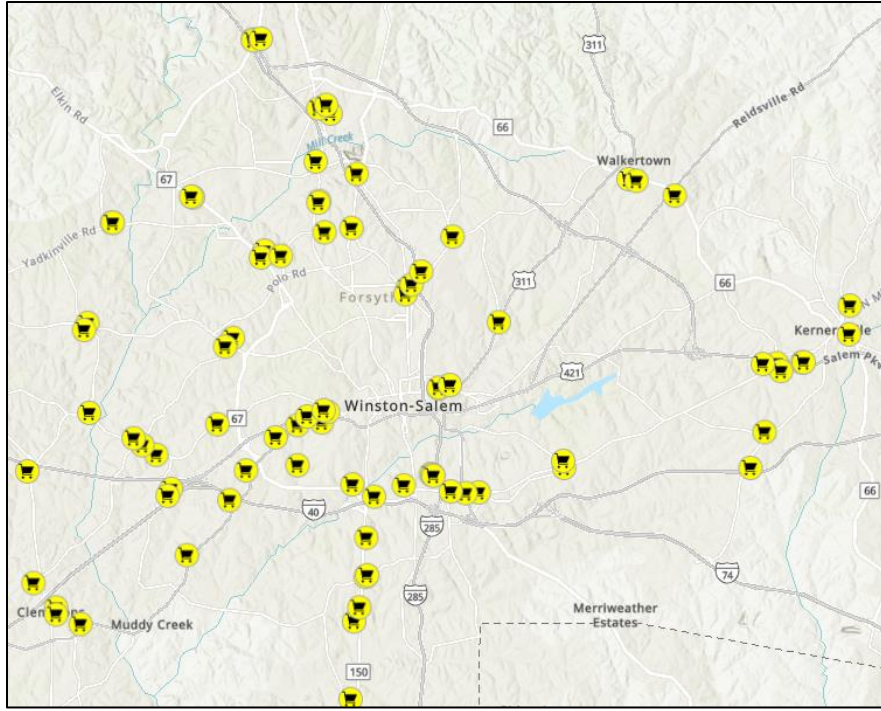 311
Reidsville Rd
Elkin Rd
66
Mill Creek
Walkertown
67
Yadkinville Rd
Polo Rd
311
66
Forsyth
Salem
421
67
Winston-Salem
40
66
285
74
285
Merriweather
Estates
Muddy Creek
150